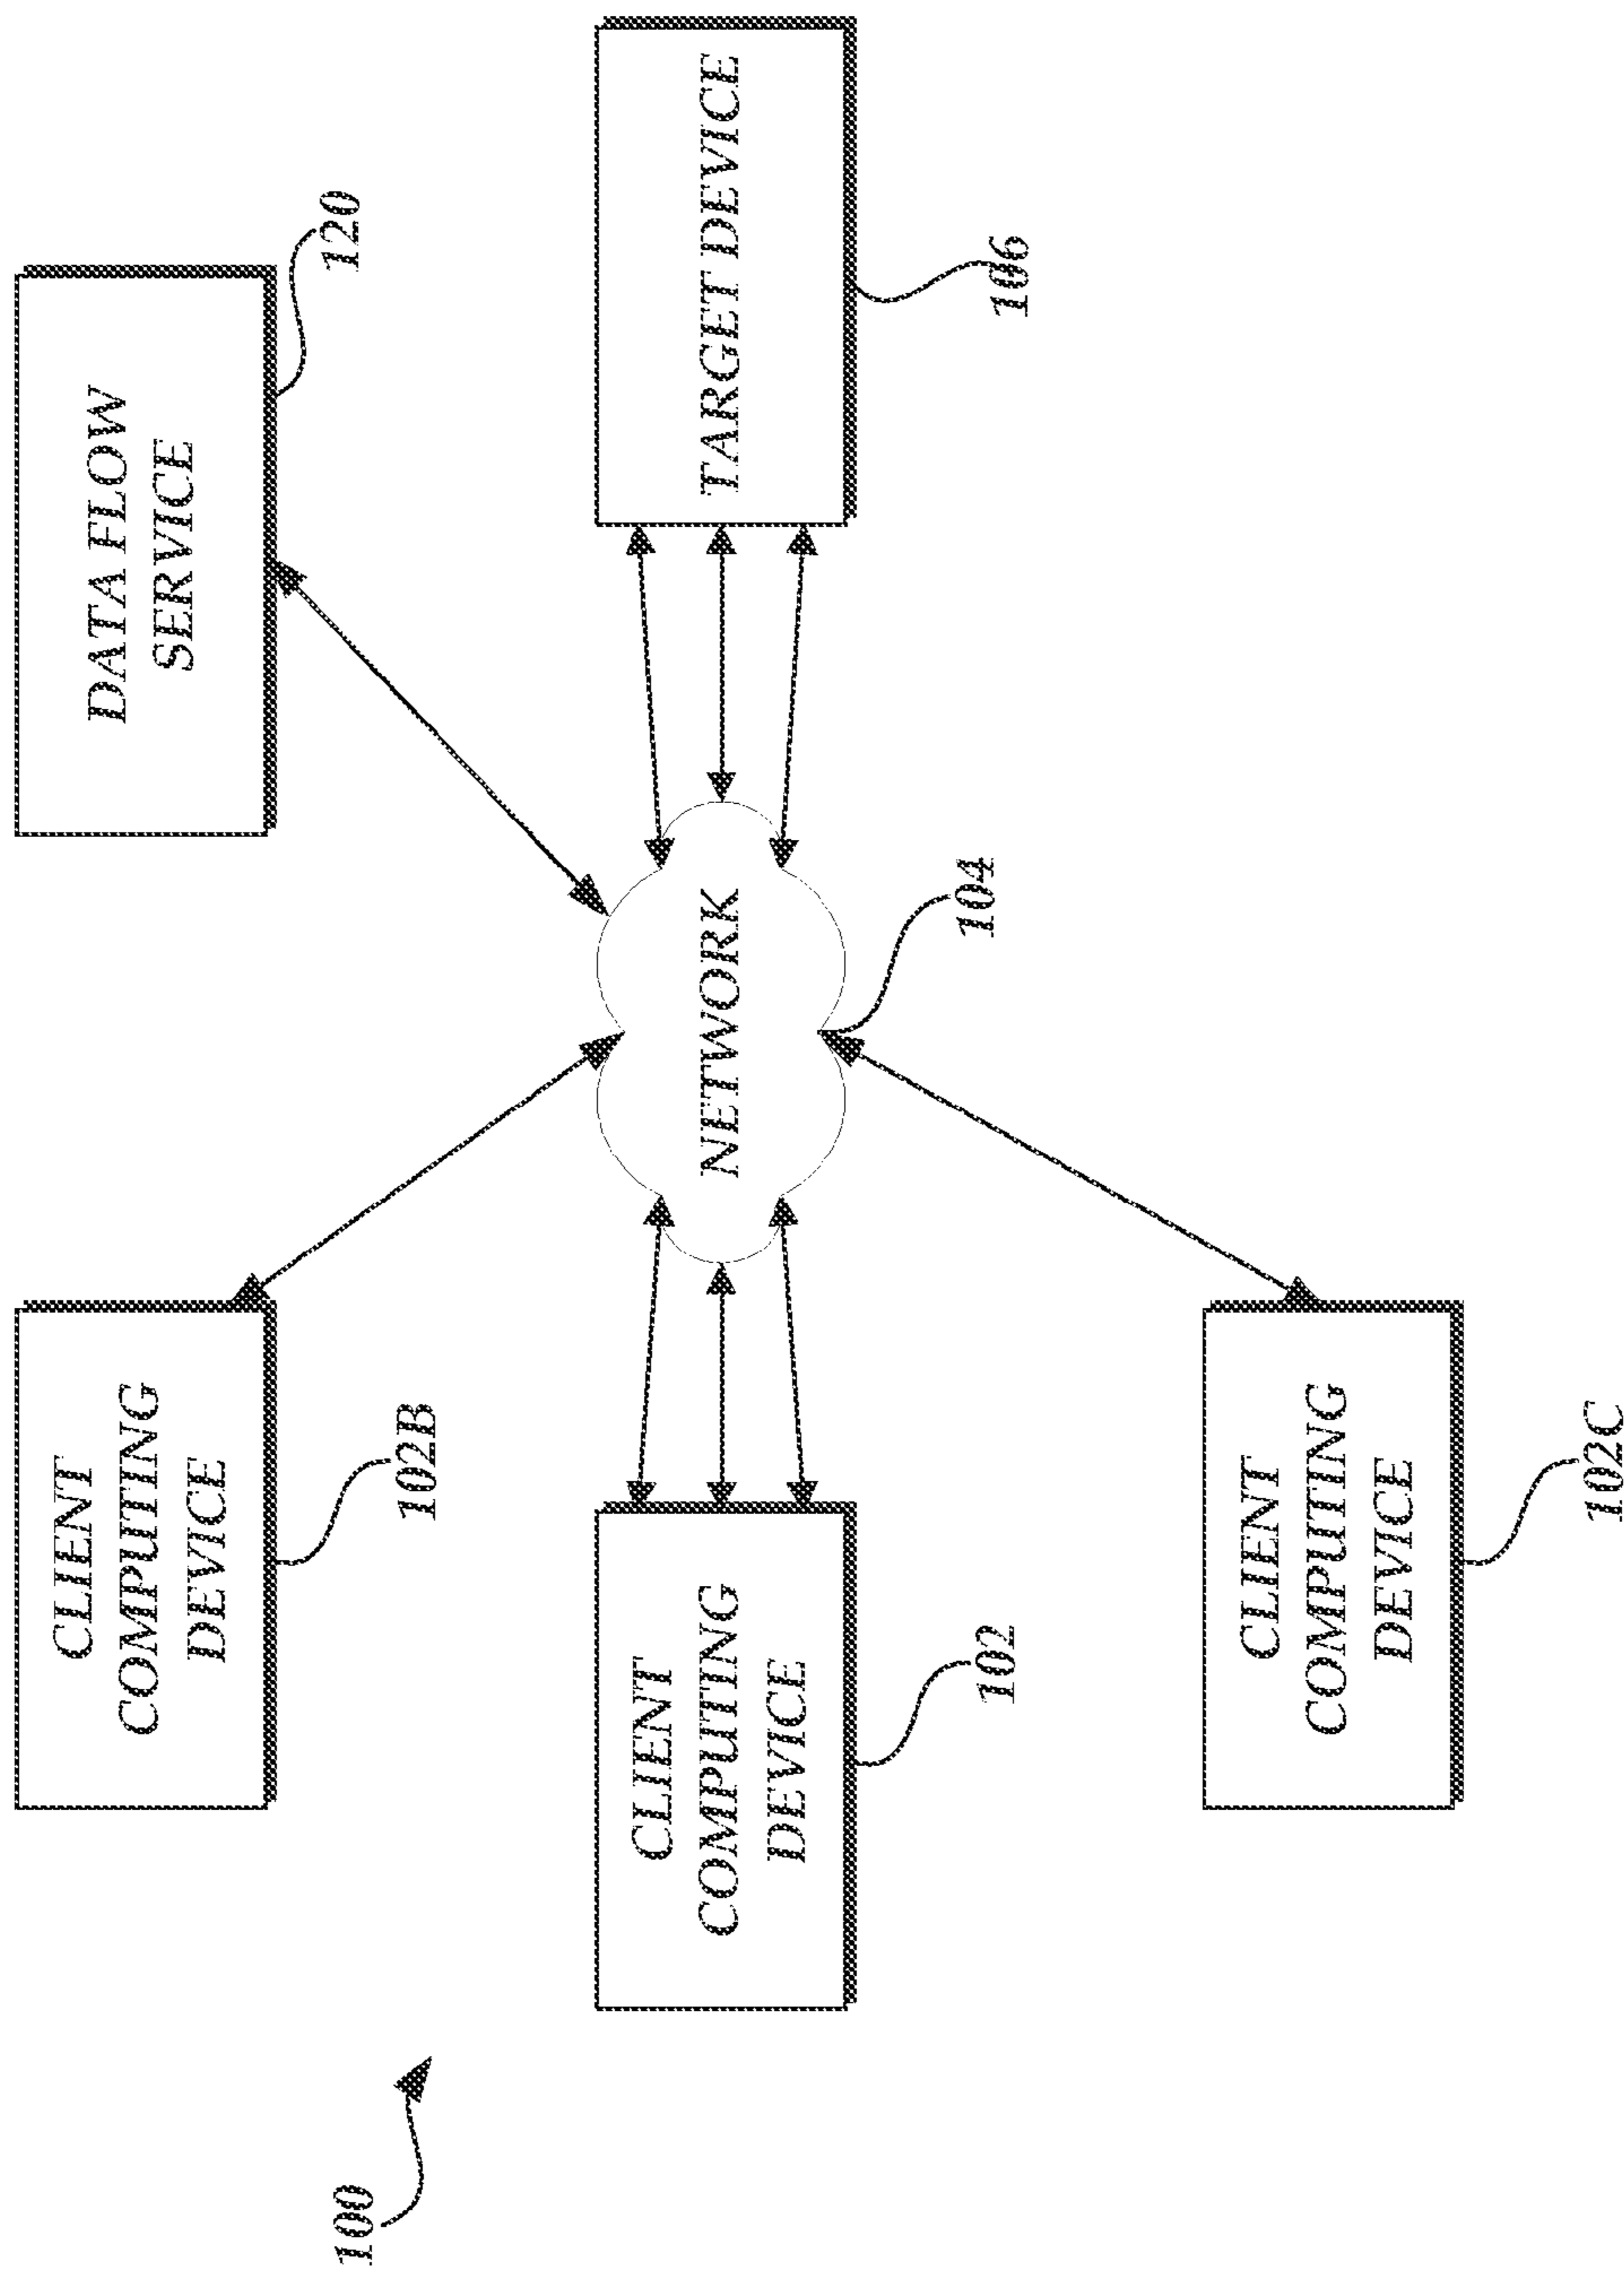 100
CLIENT
COMPUTING
DEVICE
102B
DATA FLOW
SERVICE
120
CLIENT
COMPUTING
DEVICE
102
NETWORK
104
TARGET DEVICE
106
CLIENT
COMPUTING
DEVICE
102C